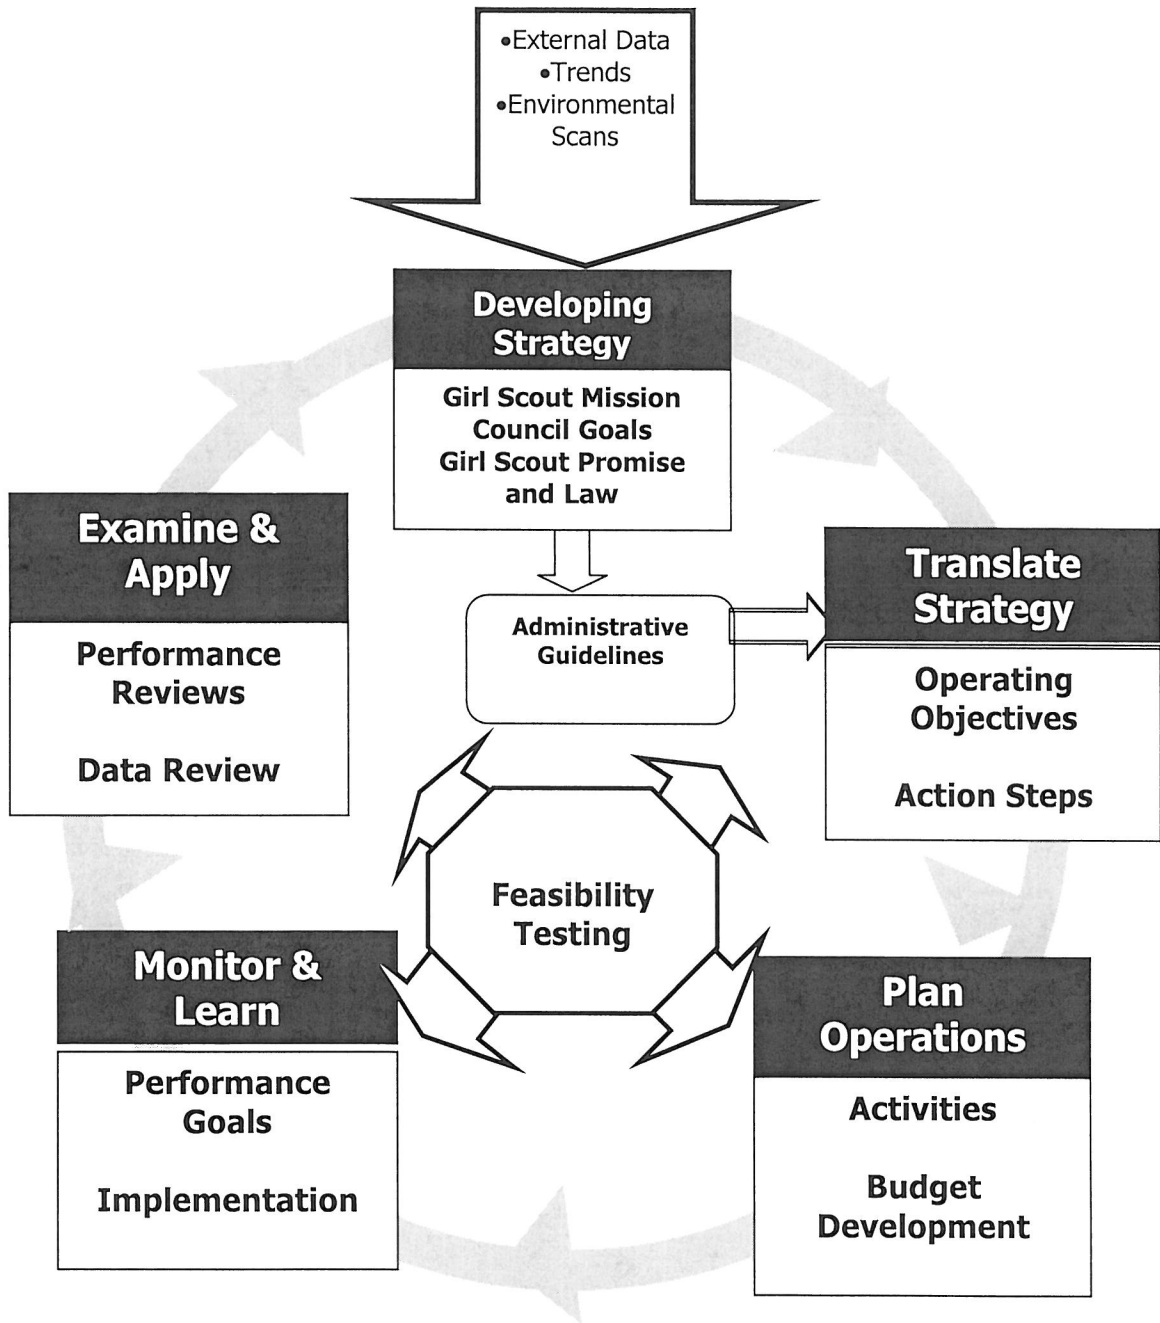 •External Data
•Trends
•Environmental
Scans
Developing
Strategy
Girl Scout Mission
Council Goals
Girl Scout Promise
and Law
Examine &
Apply
Performance
Reviews
Data Review
Administrative
Guidelines
Translate
Strategy
Operating
Objectives
Action Steps
Feasibility
Testing
Monitor &
Learn
Performance
Goals
Implementation
Plan
Operations
Activities
Budget
Development